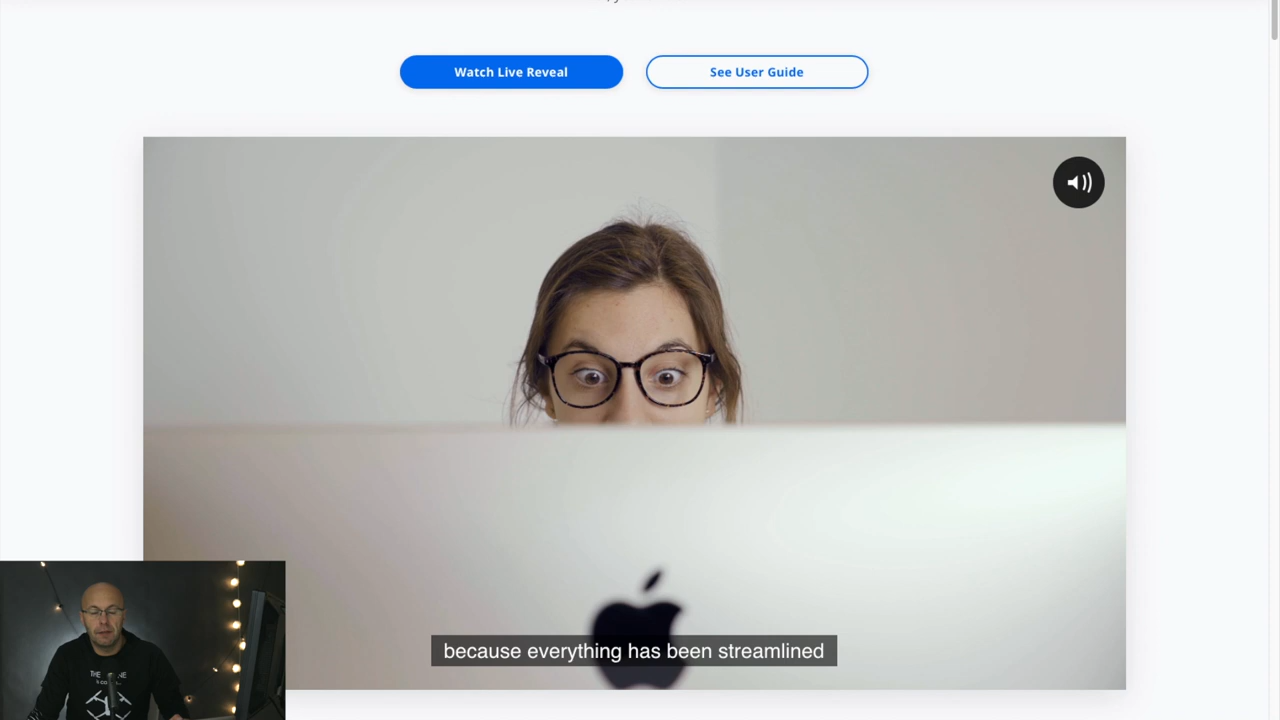 Watch Live Reveal
See User Guide
because everything has been streamlined